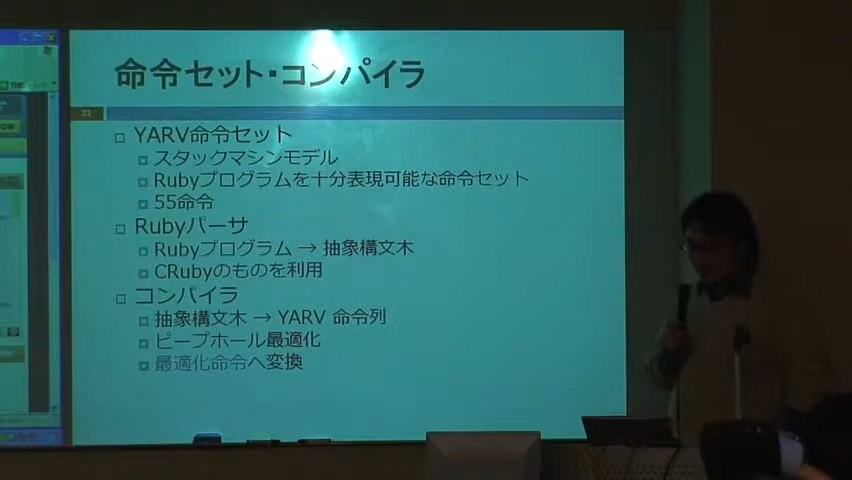 命令セット・コンパイラ
23
YARV命令セット
スタックマシンモデル
Rubyプログラムを十分表現可能な命令セット
55命令
Rubyパーサ
Rubyプログラム → 抽象構文木
CRubyのものを利用
コンパイラ
抽象構文木 → YARV 命令列
ピープホール最適化
最適化命令へ変換